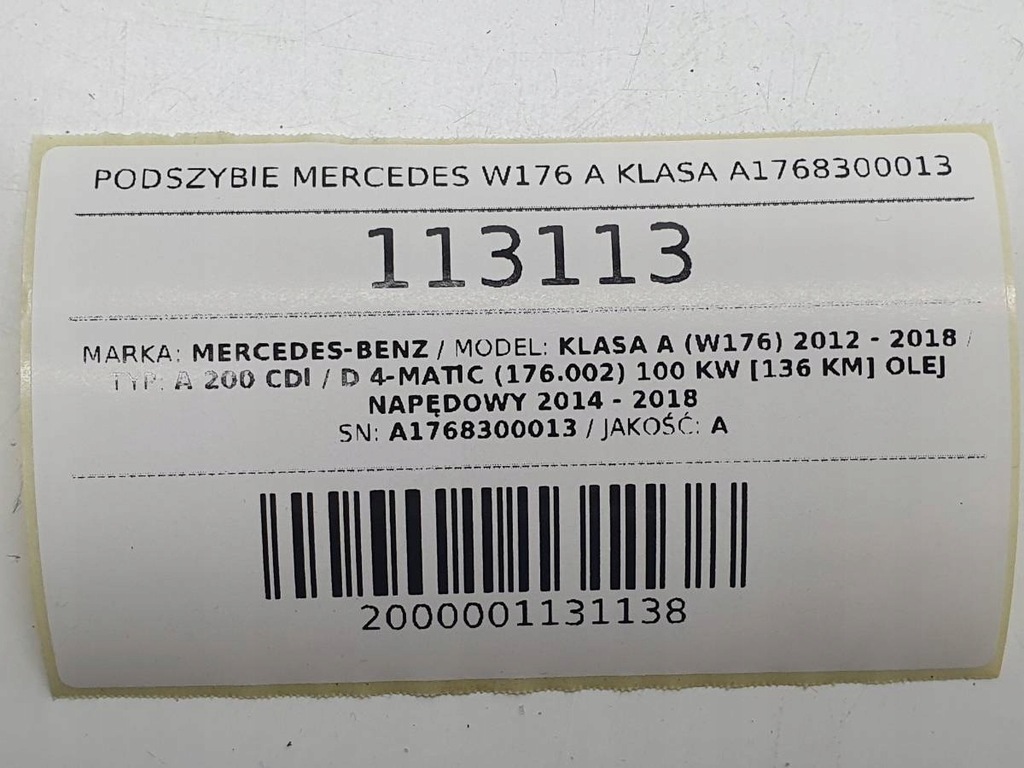 PODSZYBIE MERCEDES W176 A KLASA A1768300013
113113
MARKA: MERCEDES-BENZ / MODEL: KLASA A (W176) 2012 - 2018 /
TYP: A 200 CDI / D 4-MATIC (176.002) 100 KW [136 KM] OLEJ
NAPĘDOWY 2014 - 2018
SN: A1768300013 / JAKOŚĆ: A
2000001131138